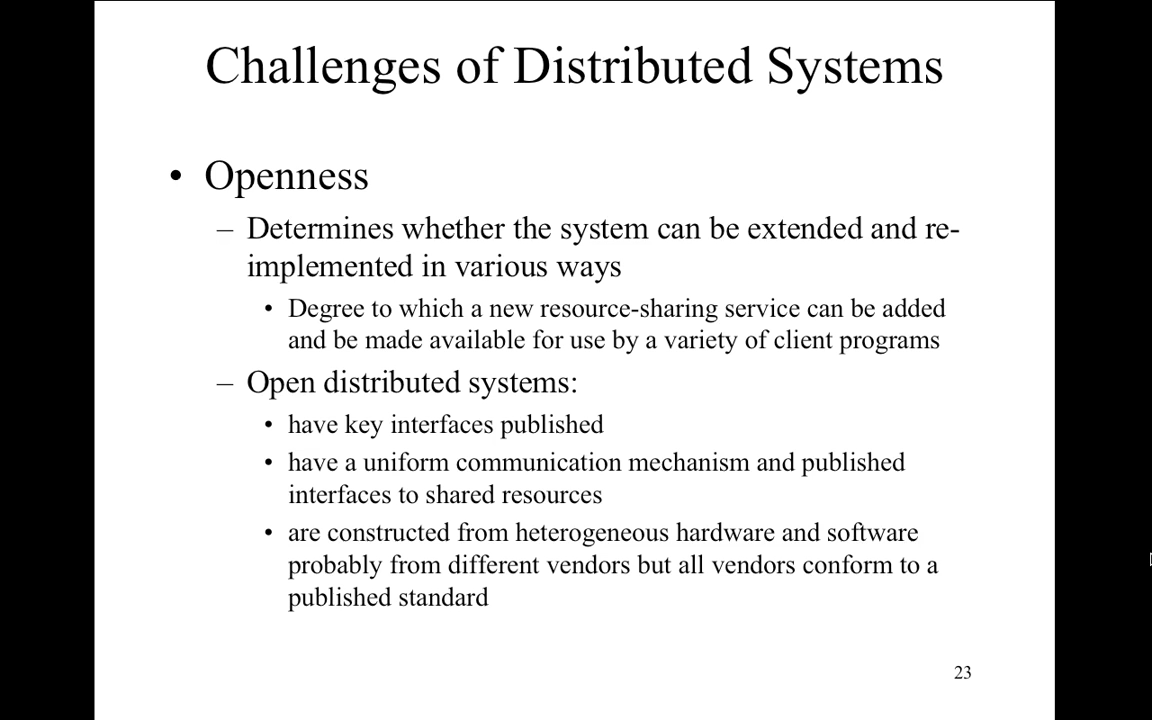 Challenges of Distributed Systems
• Openness
– Determines whether the system can be extended and re-
implemented in various ways
• Degree to which a new resource-sharing service can be added
and be made available for use by a variety of client programs
– Open distributed systems:
• have key interfaces published
• have a uniform communication mechanism and published
interfaces to shared resources
• are constructed from heterogeneous hardware and software
probably from different vendors but all vendors conform to a
published standard
23